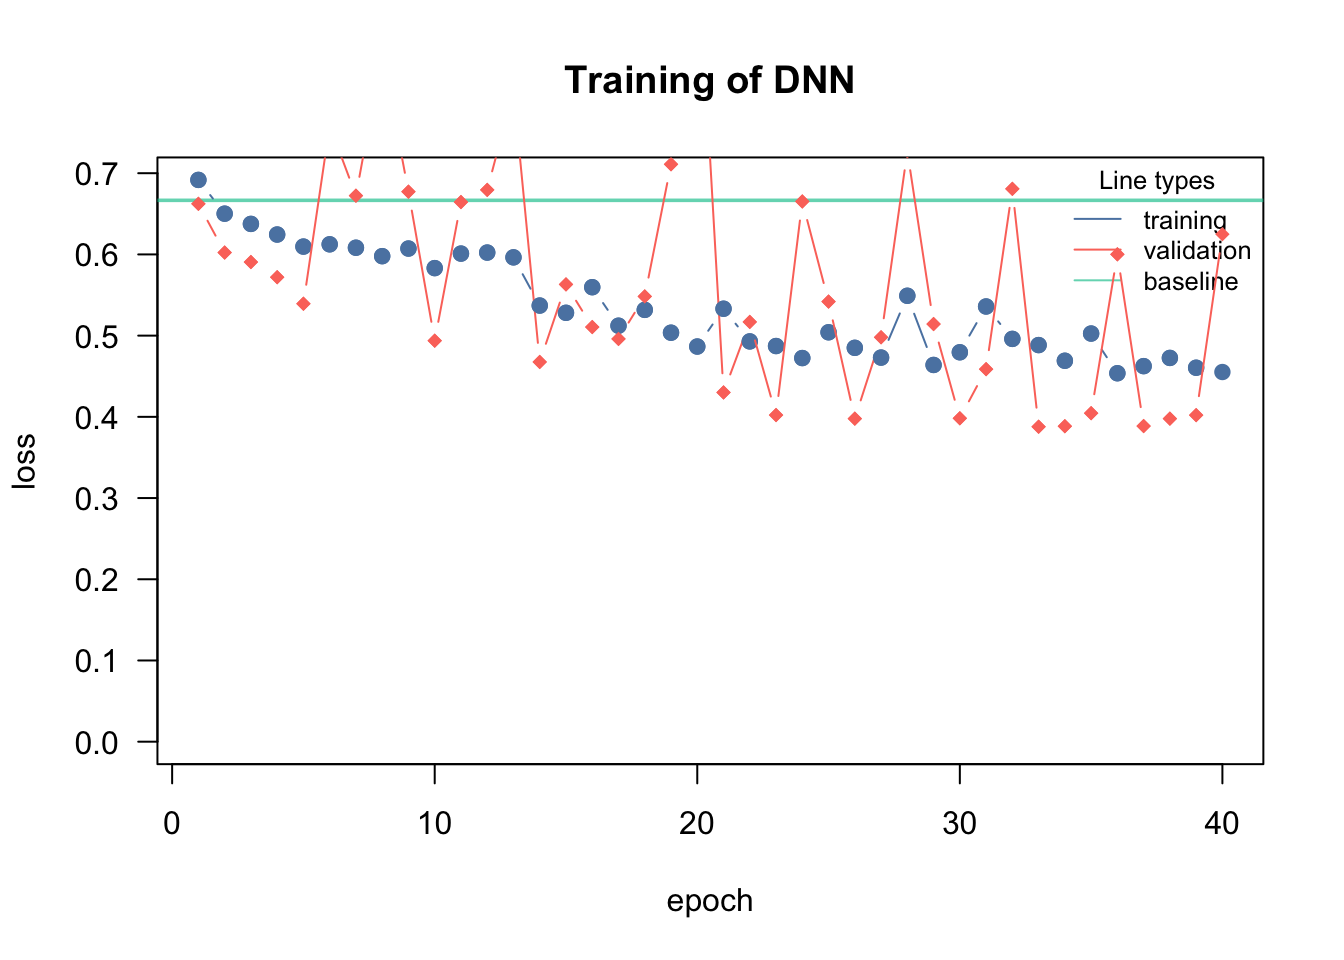 Training of DNN
0.7
0.6
0.5
0.4
0.3
0.2
0.1
0.0
loss
Line types
training
validation
baseline
0 10 20 30 40
epoch